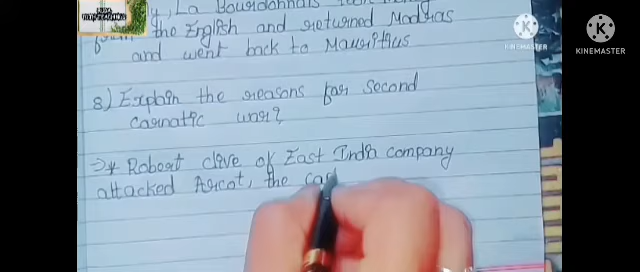 La Bourdonnais
the English and returned Madras
and went back to Mauritius
8) Explain the reasons for second
carnatic war?
⇒ * Robert clive of East India company
attacked Arcot, the cas
KINEMASTER
KINEMASTER